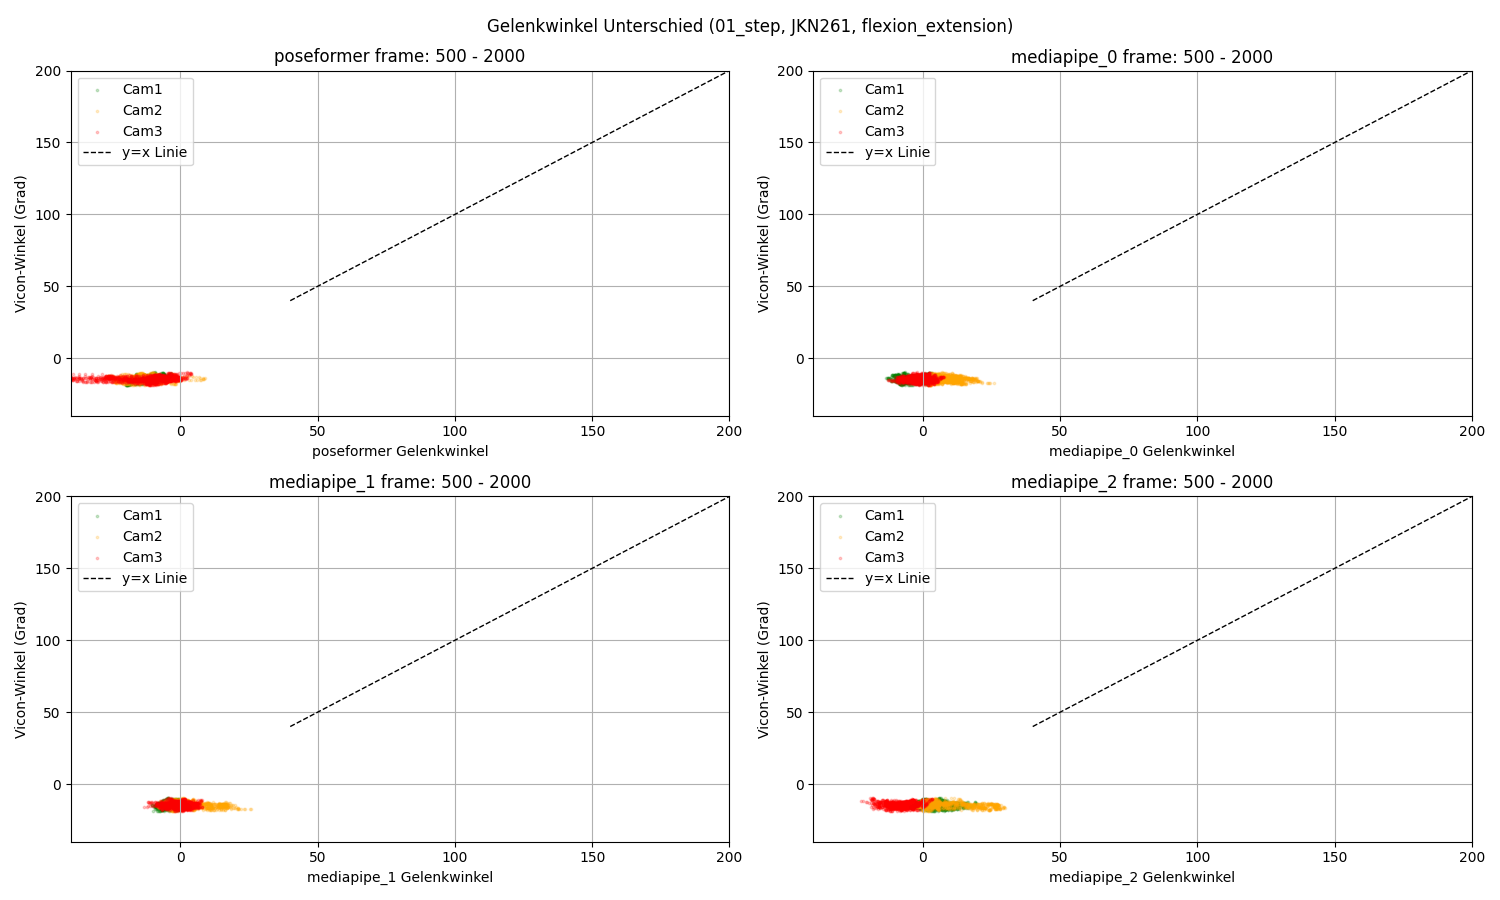 Gelenkwinkel Unterschied (01_step, JKN261, flexion_extension)
poseformer frame: 500 - 2000
200
150
100
50
0
Vicon-Winkel (Grad)
Cam1
Cam2
Cam3
y=x Linie
0 50 100 150 200
poseformer Gelenkwinkel
mediapipe_0 frame: 500 - 2000
200
150
100
50
0
Vicon-Winkel (Grad)
Cam1
Cam2
Cam3
y=x Linie
0 50 100 150 200
mediapipe_0 Gelenkwinkel
mediapipe_1 frame: 500 - 2000
200
150
100
50
0
Vicon-Winkel (Grad)
Cam1
Cam2
Cam3
y=x Linie
0 50 100 150 200
mediapipe_1 Gelenkwinkel
mediapipe_2 frame: 500 - 2000
200
150
100
50
0
Vicon-Winkel (Grad)
Cam1
Cam2
Cam3
y=x Linie
0 50 100 150 200
mediapipe_2 Gelenkwinkel